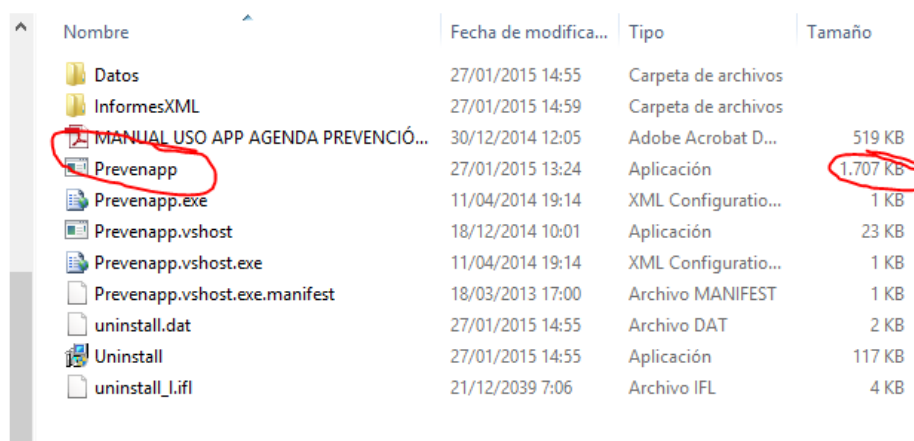 Nombre Fecha de modifica... Tipo Tamaño
Datos 27/01/2015 14:55 Carpeta de archivos
InformesXML 27/01/2015 14:59 Carpeta de archivos
MANUAL USO APP AGENDA PREVENCIÓ... 30/12/2014 12:05 Adobe Acrobat D... 519 KB
Prevenapp 27/01/2015 13:24 Aplicación 1.707 KB
Prevenapp.exe 11/04/2014 19:14 XML Configuratio... 1 KB
Prevenapp.vshost 18/12/2014 10:01 Aplicación 23 KB
Prevenapp.vshost.exe 11/04/2014 19:14 XML Configuratio... 1 KB
Prevenapp.vshost.exe.manifest 18/03/2013 17:00 Archivo MANIFEST 1 KB
uninstall.dat 27/01/2015 14:55 Archivo DAT 2 KB
Uninstall 27/01/2015 14:55 Aplicación 117 KB
uninstall_l.ifl 21/12/2039 7:06 Archivo IFL 4 KB